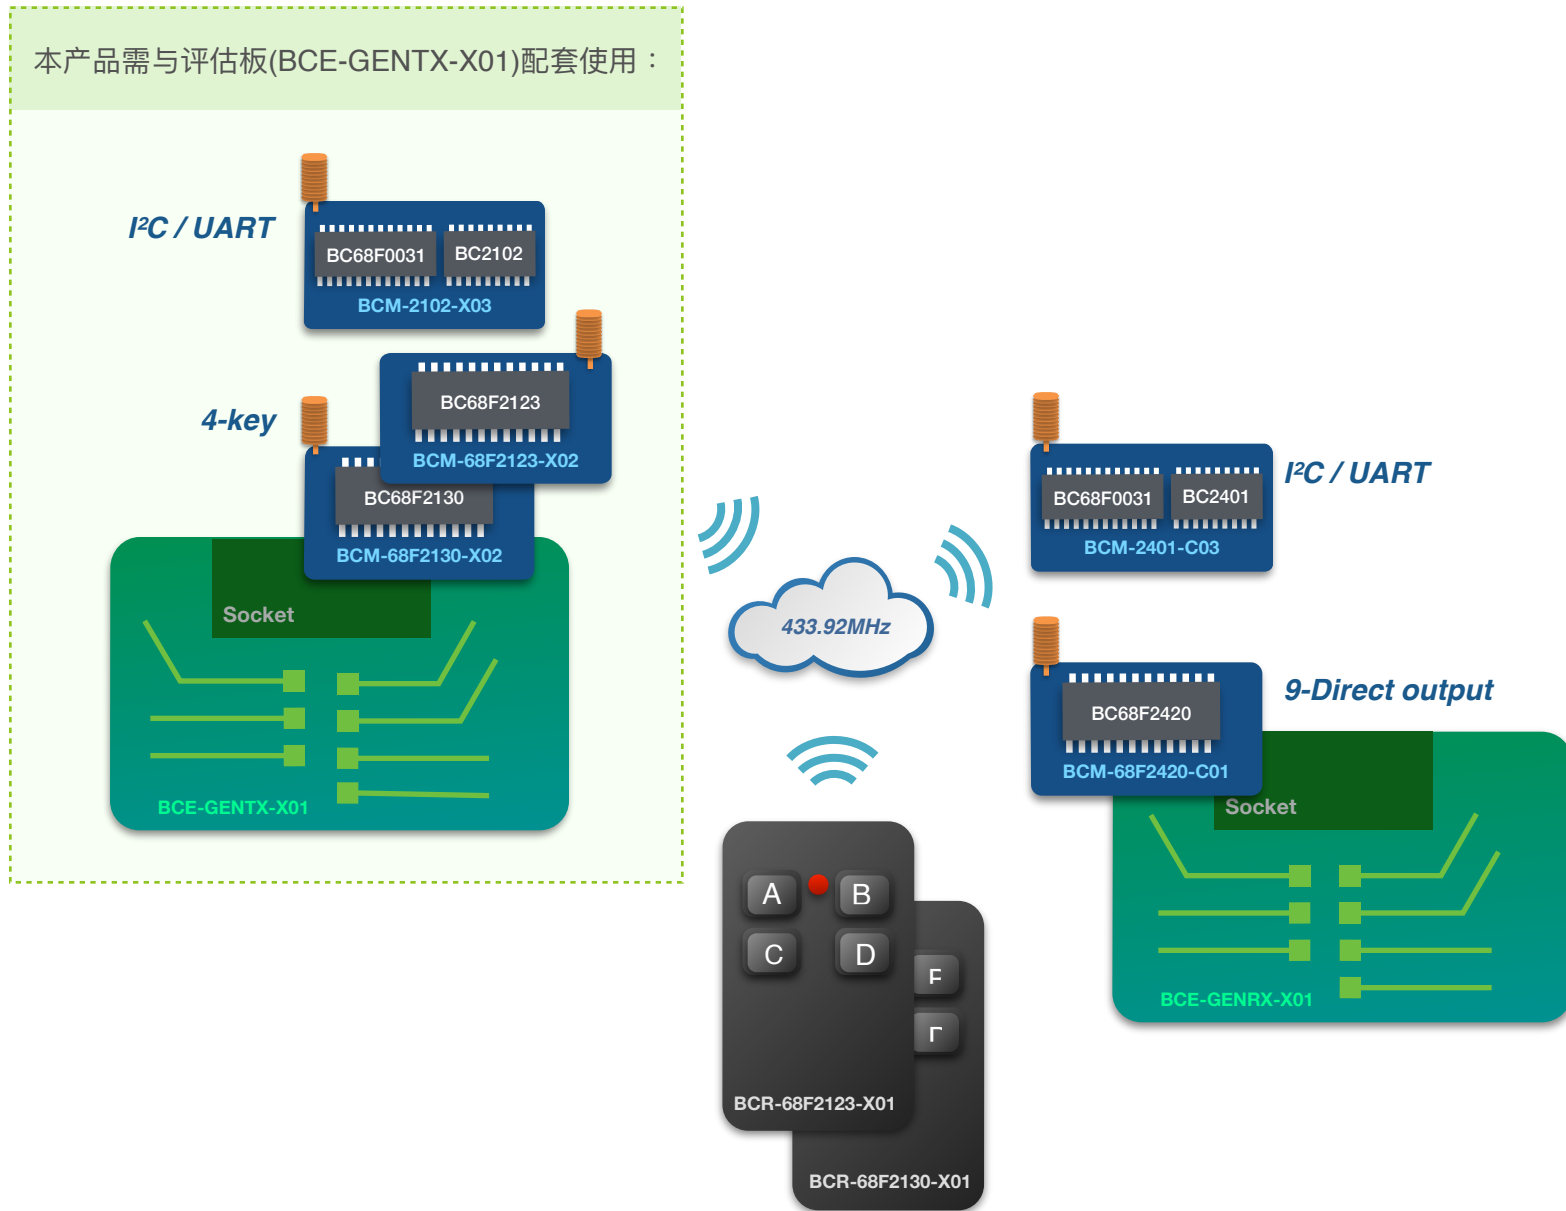 本产品需与评估板(BCE-GENTX-X01)配套使用：
I²C / UART
BC68F0031
BC2102
BCM-2102-X03
4-key
BC68F2123
BCM-68F2123-X02
BC68F2130
BCM-68F2130-X02
Socket
BCE-GENTX-X01
433.92MHz
I²C / UART
BC68F0031
BC2401
BCM-2401-C03
9-Direct output
BC68F2420
BCM-68F2420-C01
Socket
BCE-GENRX-X01
A
B
C
D
BCR-68F2123-X01
BCR-68F2130-X01